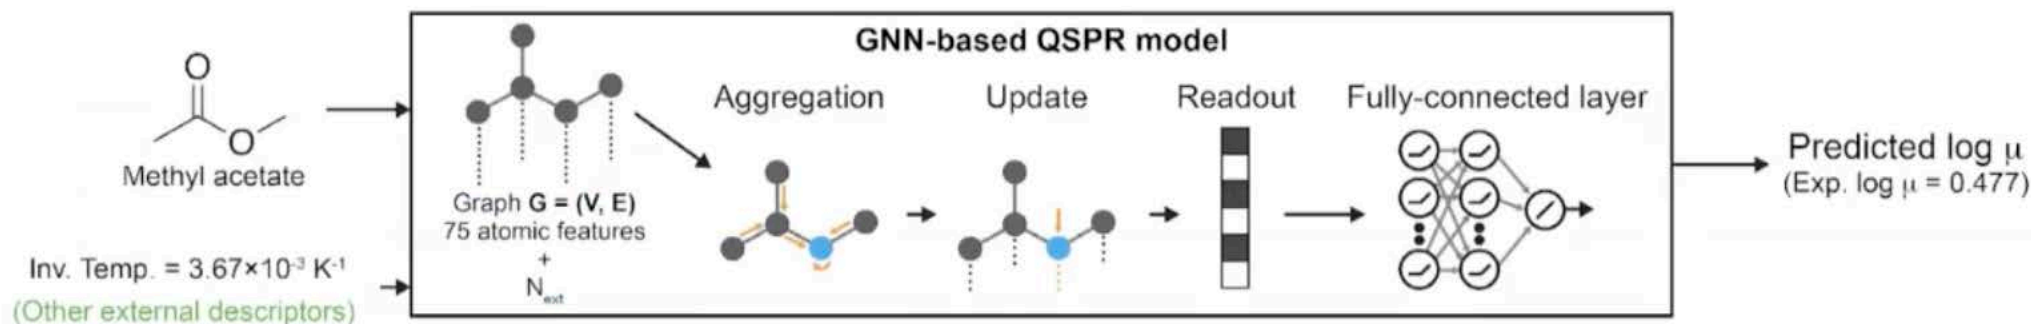 O
O
Methyl acetate
Inv. Temp. = 3.67×10⁻³ K⁻¹
(Other external descriptors)
GNN-based QSPR model
Graph G = (V, E)
75 atomic features
+
Next
Aggregation
Update
Readout
Fully-connected layer
Predicted log μ
(Exp. log μ = 0.477)